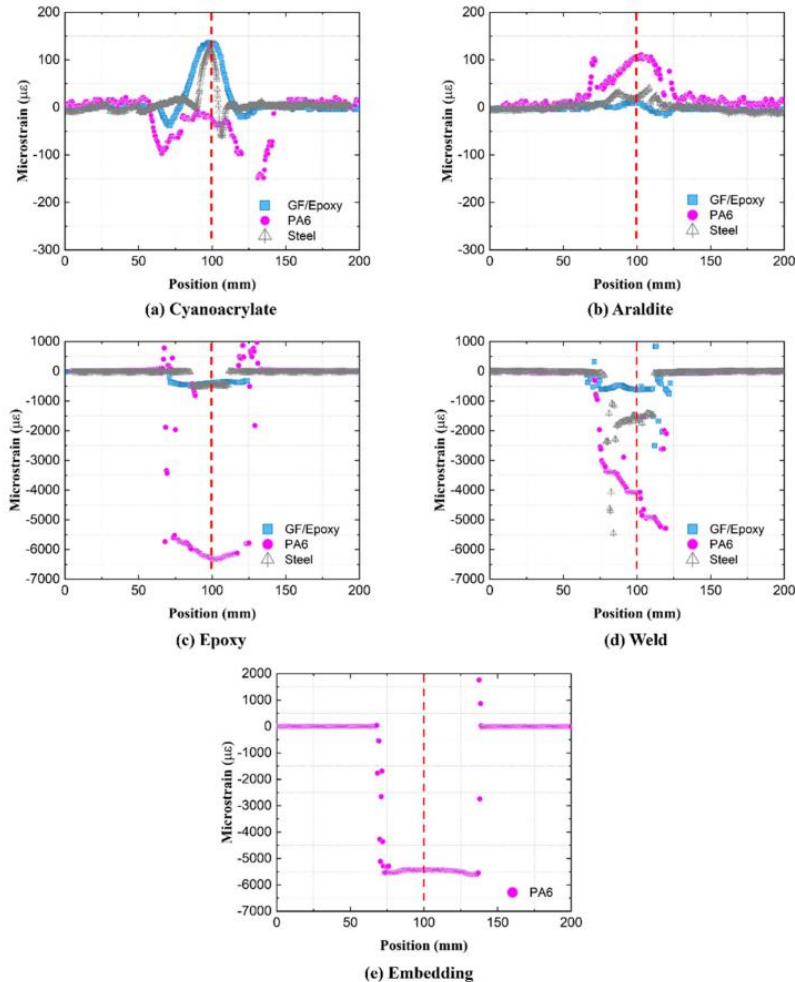 200
100
0
-100
-200
-300
Microstrain (με)
GF/Epoxy
PA6
Steel
0
50
100
150
200
Position (mm)
(a) Cyanoacrylate
200
100
0
-100
-200
-300
Microstrain (με)
GF/Epoxy
PA6
Steel
0
50
100
150
200
Position (mm)
(b) Araldite
1000
0
-1000
-2000
-3000
-4000
-5000
-6000
-7000
Microstrain (με)
GF/Epoxy
PA6
Steel
0
50
100
150
200
Position (mm)
(c) Epoxy
1000
0
-1000
-2000
-3000
-4000
-5000
-6000
-7000
Microstrain (με)
GF/Epoxy
PA6
Steel
0
50
100
150
200
Position (mm)
(d) Weld
2000
1000
0
-1000
-2000
-3000
-4000
-5000
-6000
-7000
Microstrain (με)
PA6
0
50
100
150
200
Position (mm)
(e) Embedding